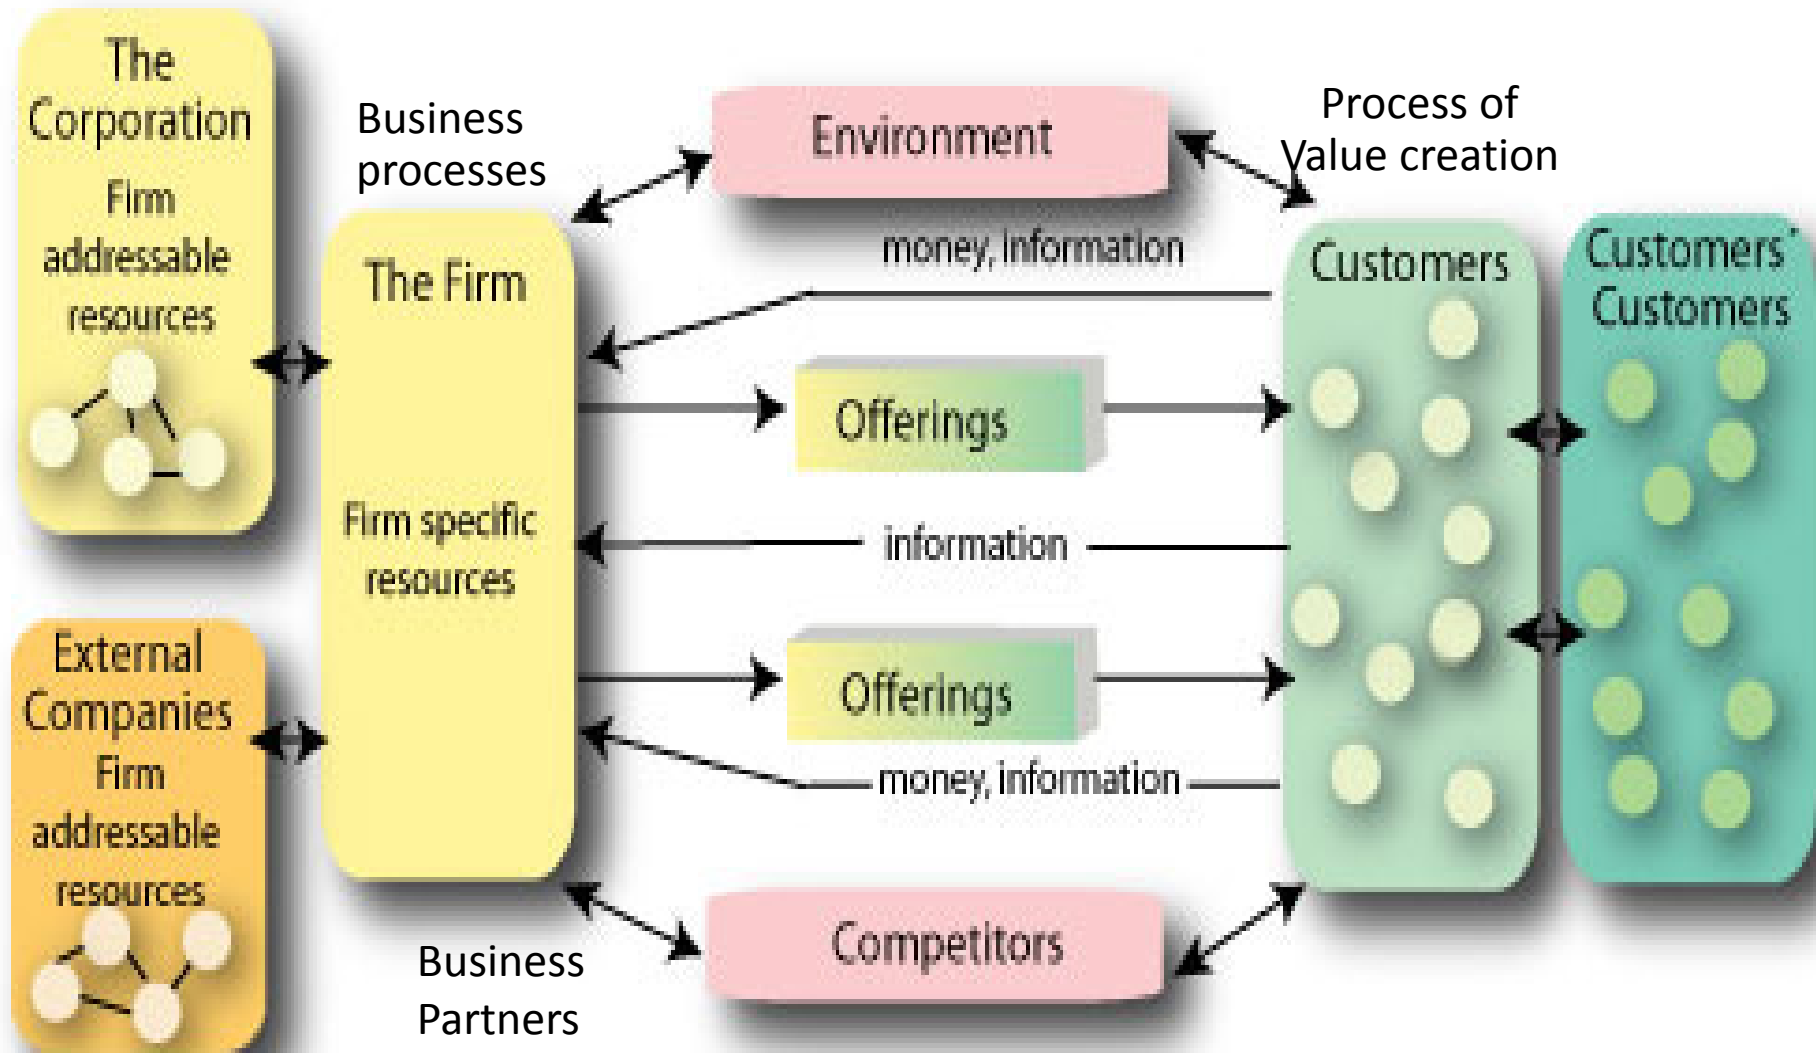 The
Corporation
Firm
addressable
resources
Business
processes
Environment
Process of
Value creation
The Firm
money, information
Customers
Customers'
Customers
Offerings
Firm specific
resources
information
External
Companies
Firm
addressable
resources
Offerings
money, information
Business
Partners
Competitors